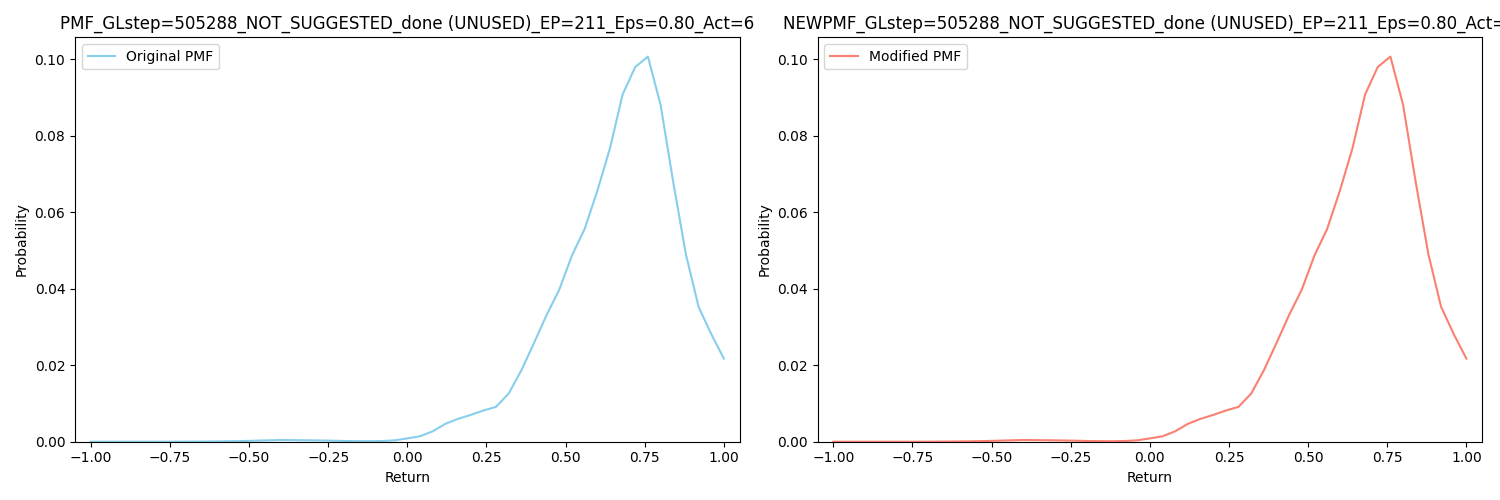 PMF_GLstep=505288_NOT_SUGGESTED_done (UNUSED)_EP=211_Eps=0.80_Act=6
Original PMF
Probability
0.10
0.08
0.06
0.04
0.02
0.00
−1.00 −0.75 −0.50 −0.25 0.00 0.25 0.50 0.75 1.00
Return
NEWPMF_GLstep=505288_NOT_SUGGESTED_done (UNUSED)_EP=211_Eps=0.80_Act=
Modified PMF
Probability
0.10
0.08
0.06
0.04
0.02
0.00
−1.00 −0.75 −0.50 −0.25 0.00 0.25 0.50 0.75 1.00
Return